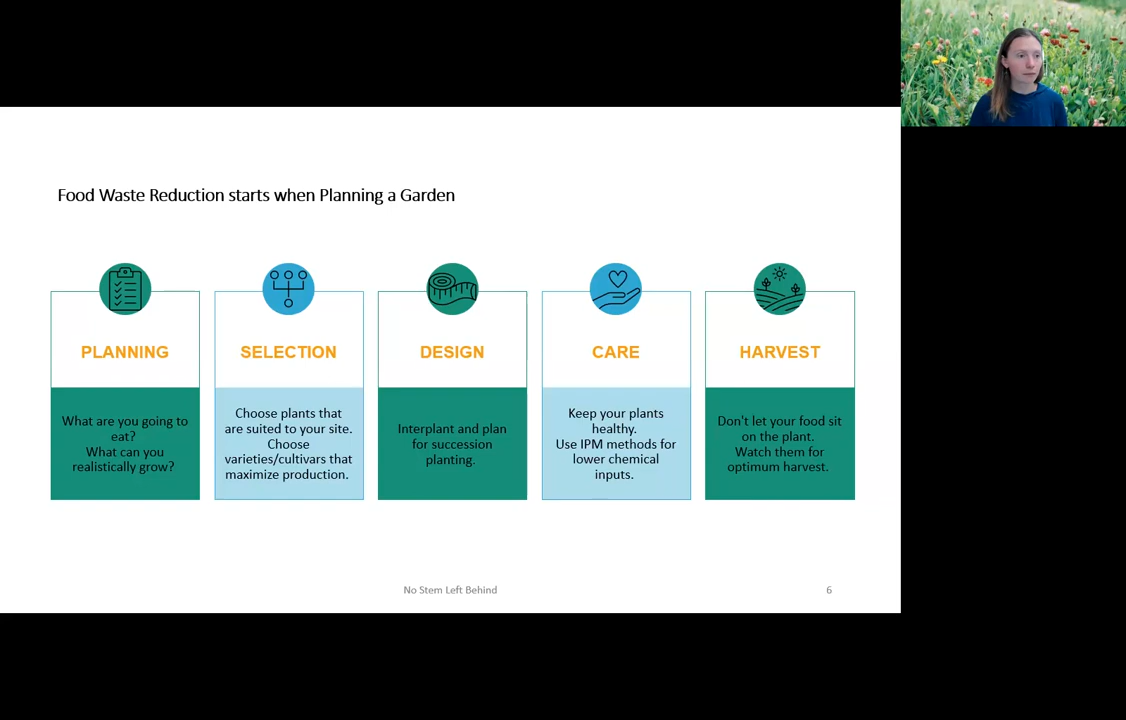 Food Waste Reduction starts when Planning a Garden
PLANNING
What are you going to
eat?
What can you
realistically grow?
SELECTION
Choose plants that
are suited to your site.
Choose
varieties/cultivars that
maximize production.
DESIGN
Interplant and plan
for succession
planting.
CARE
Keep your plants
healthy.
Use IPM methods for
lower chemical
inputs.
HARVEST
Don't let your food sit
on the plant.
Watch them for
optimum harvest.
No Stem Left Behind
6